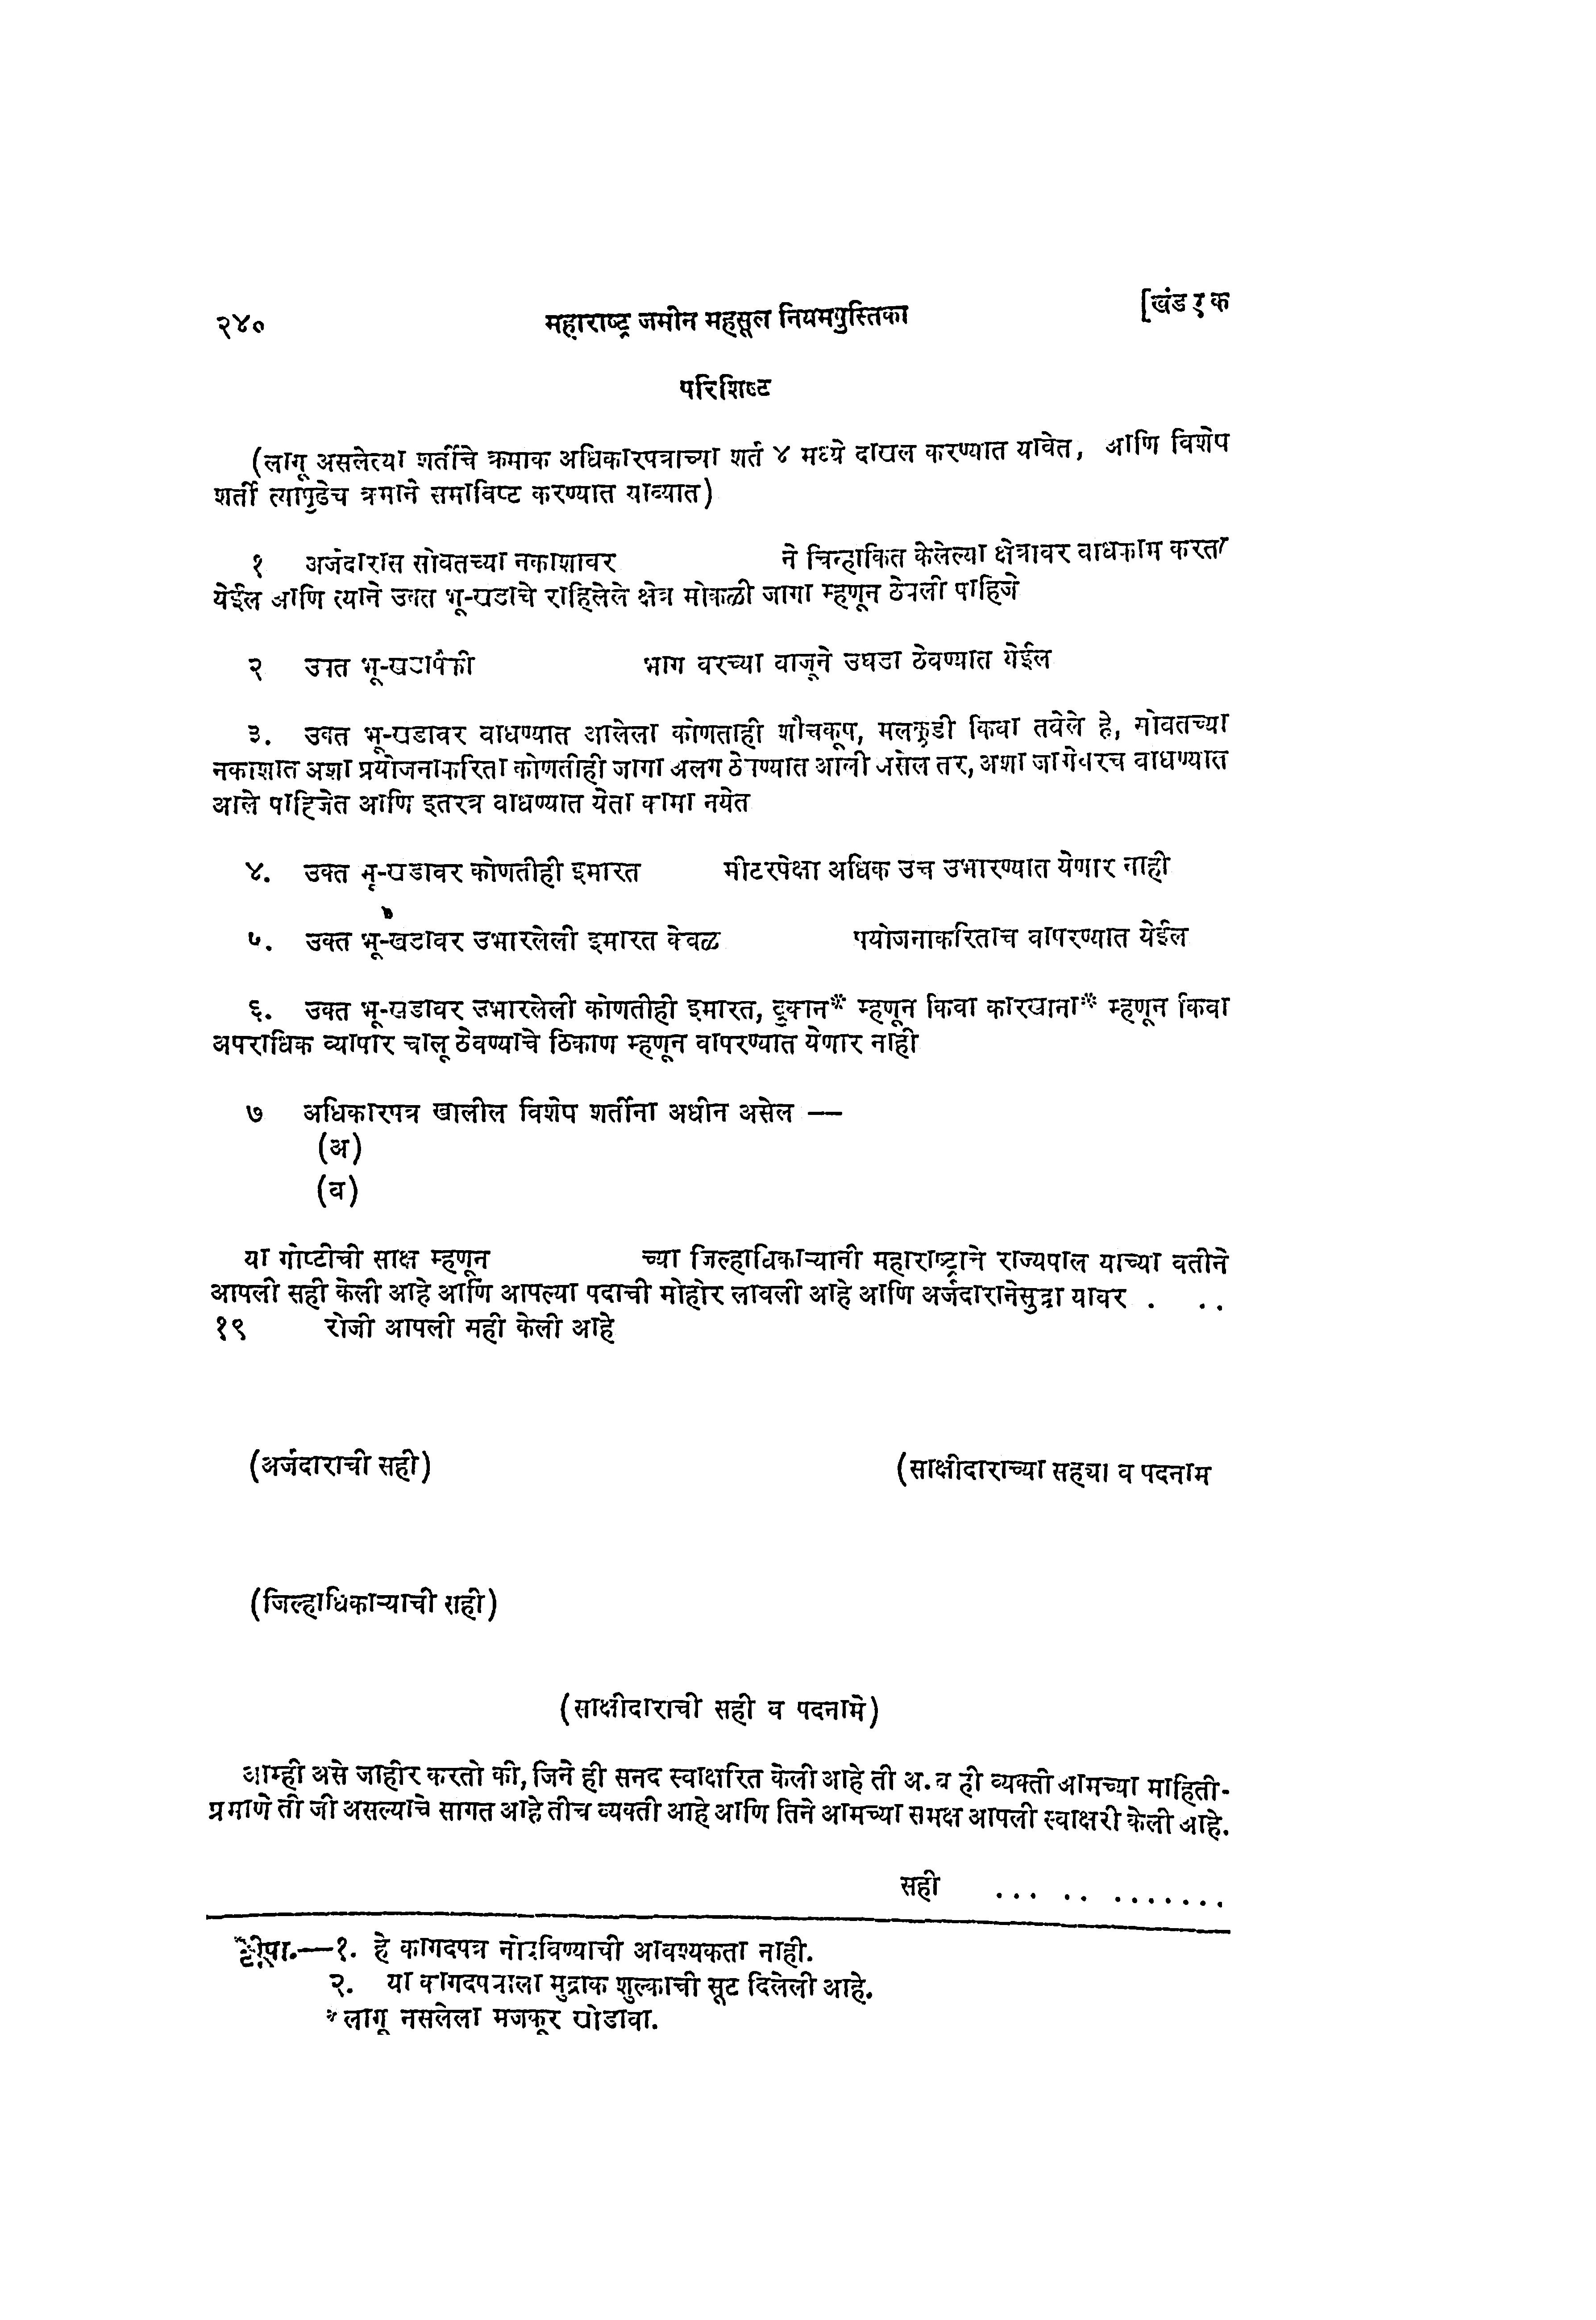 २४०	महाराष्ट्र जमीन महसूल नियमपुस्तिका	[खंड १ क
परिशिष्ट
(लागू असलेल्या शर्तीचे क्रमाक अधिकारपत्राच्या शर्त ४ मध्ये दाखल करण्यात यावेत, आणि विशेष
शर्ती त्यापुढेच क्रमाने समाविष्ट करण्यात याव्यात)
१ अर्जदारास सोबतच्या नकाशावर ने चिन्हाकित केलेल्या क्षेत्रावर बाधकाम करता
येईल आणि त्याने उक्त भू-खडाचे राहिलेले क्षेत्र मोकळी जागा म्हणून ठेवली पाहिजे
२ उक्त भू-खडापैकी भाग वरच्या बाजूने उघडा ठेवण्यात येईल
३. उक्त भू-खडावर बाधण्यात आलेला कोणताही शौचकूप, मलकुडी किवा तबेले हे, सोबतच्या
नकाशात अशा प्रयोजनाकरिता कोणतीही जागा अलग ठेवण्यात आली असेल तर, अशा जागेवरच बाधण्यात
आले पाहिजेत आणि इतरत्र बाधण्यात येता कामा नयेत
४. उक्त भू-खडावर कोणतीही इमारत मीटरपेक्षा अधिक उच उभारण्यात येणार नाही
५. उक्त भू-खडावर उभारलेली इमारत केवळ प्रयोजनाकरिताच वापरण्यात येईल
६. उक्त भू-खडावर उभारलेली कोणतीही इमारत, दुकान* म्हणून किवा कारखाना* म्हणून किवा
अपराधिक व्यापार चालू ठेवण्याचे ठिकाण म्हणून वापरण्यात येणार नाही
७ अधिकारपत्र खालील विशेष शर्तीना अधीन असेल —
(अ)
(ब)
या गोष्टीची साक्ष म्हणून च्या जिल्हाधिकाऱ्यानी महाराष्ट्राचे राज्यपाल याच्या वतीने
आपली सही केली आहे आणि आपल्या पदाची मोहोर लावली आहे आणि अर्जदारानेसुद्धा यावर . . .
१९ रोजी आपली सही केली आहे
(अर्जदाराची सही)	(साक्षीदाराच्या सह्या व पदनाम
(जिल्हाधिकाऱ्याची सही)
(साक्षीदाराची सही व पदनामे)
आम्ही असे जाहीर करतो की, जिने ही सनद स्वाक्षरित केली आहे ती अ. ब ही व्यक्ती आमच्या माहिती-
प्रमाणे ती जी असल्याचे सागत आहे तीच व्यक्ती आहे आणि तिने आमच्या समक्ष आपली स्वाक्षरी केली आहे.
सही ... .. .......
टीपा.—१. हे कागदपत्र नोदविण्याची आवश्यकता नाही.
२. या कागदपत्राला मुद्राक शुल्काची सूट दिलेली आहे.
*लागू नसलेला मजकूर खोडावा.